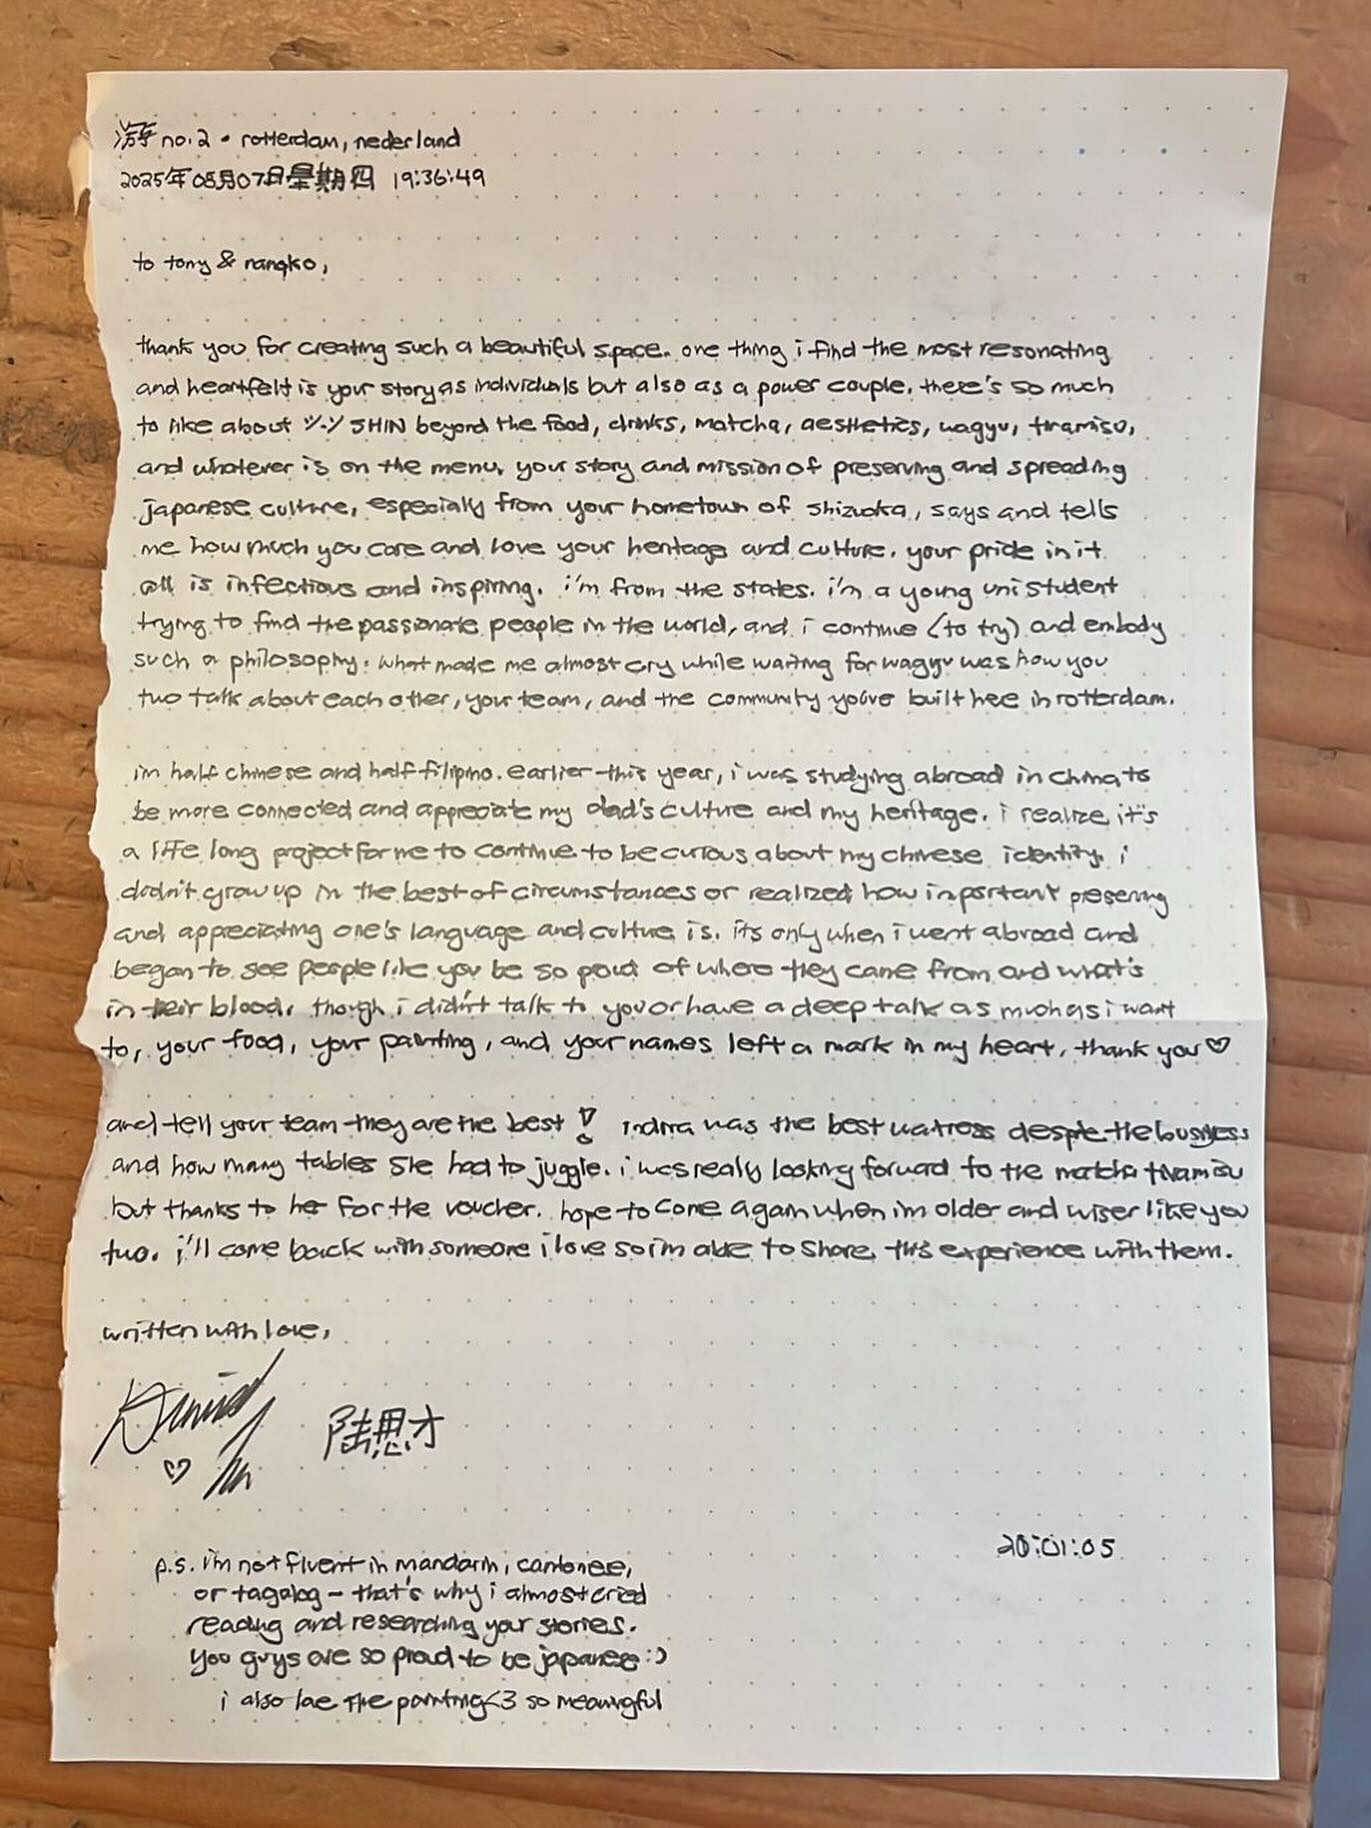 游 no.2 • rotterdam, nederland
2025年08月07日星期四 19:36:49
to tony & nangko,
thank you for creating such a beautiful space. one thing i find the most resonating
and heartfelt is your story as individuals but also as a power couple. there's so much
to like about SHIN beyond the food, drinks, matcha, aesthetics, wagyu, tiramisu,
and whatever is on the menu. your story and mission of preserving and spreading
japanese culture, especially from your hometown of shizuoka, says and tells
me how much you care and love your heritage and culture. your pride in it
all is infectious and inspiring. i'm from the states. i'm a young uni student
trying to find the passionate people in the world, and i continue (to try) and embody
such a philosophy. what made me almost cry while waiting for wagyu was how you
two talk about each other, your team, and the community you've built here in rotterdam.
i'm half chinese and half filipino. earlier this year, i was studying abroad in china to
be more connected and appreciate my dad's culture and my heritage. i realize it's
a life long project for me to continue to be curious about my chinese identity. i
didn't grow up in the best of circumstances or realized how important preserving
and appreciating one's language and culture is. it's only when i went abroad and
began to see people like you be so proud of where they came from and what's
in their blood. though i didn't talk to you or have a deep talk as much as i want
to, your food, your painting, and your names left a mark in my heart. thank you ♡
and tell your team they are the best! indira was the best waitress despite the business
and how many tables she had to juggle. i was really looking forward to the matcha tiramisu
but thanks to her for the voucher. hope to come again when i'm older and wiser like you
two. i'll come back with someone i love so i'm able to share this experience with them.
written with love,
♡ 陆思才
20:01:05
p.s. i'm not fluent in mandarin, cantonese,
or tagalog - that's why i almost cried
reading and researching your stories.
you guys are so proud to be japanese :)
i also love the painting <3 so meaningful